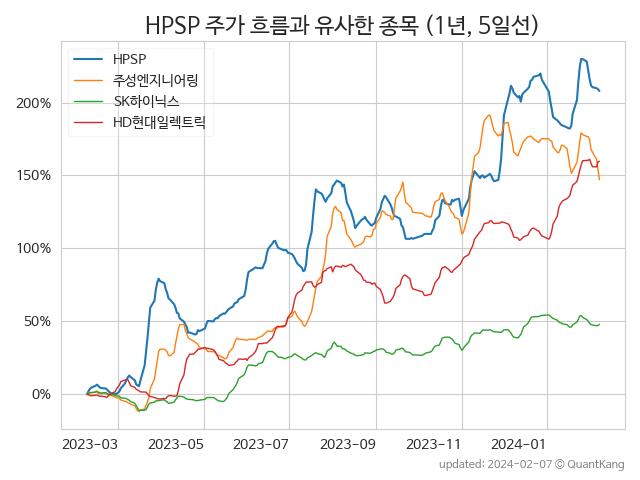 HPSP 주가 흐름과 유사한 종목 (1년, 5일선)
HPSP
주성엔지니어링
SK하이닉스
HD현대일렉트릭
200%
150%
100%
50%
0%
2023-03 2023-05 2023-07 2023-09 2023-11 2024-01
updated: 2024-02-07 © QuantKang